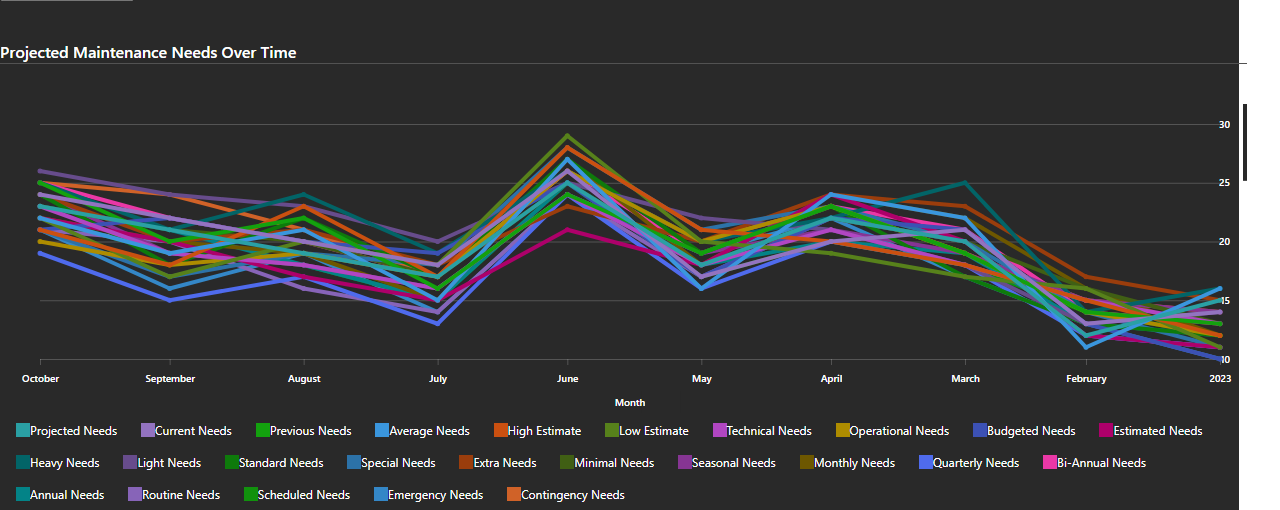 Projected Maintenance Needs Over Time
30
25
20
15
10
October September August July June May April March February 2023
Month
Projected Needs Current Needs Previous Needs Average Needs High Estimate Low Estimate Technical Needs Operational Needs Budgeted Needs Estimated Needs
Heavy Needs Light Needs Standard Needs Special Needs Extra Needs Minimal Needs Seasonal Needs Monthly Needs Quarterly Needs Bi-Annual Needs
Annual Needs Routine Needs Scheduled Needs Emergency Needs Contingency Needs